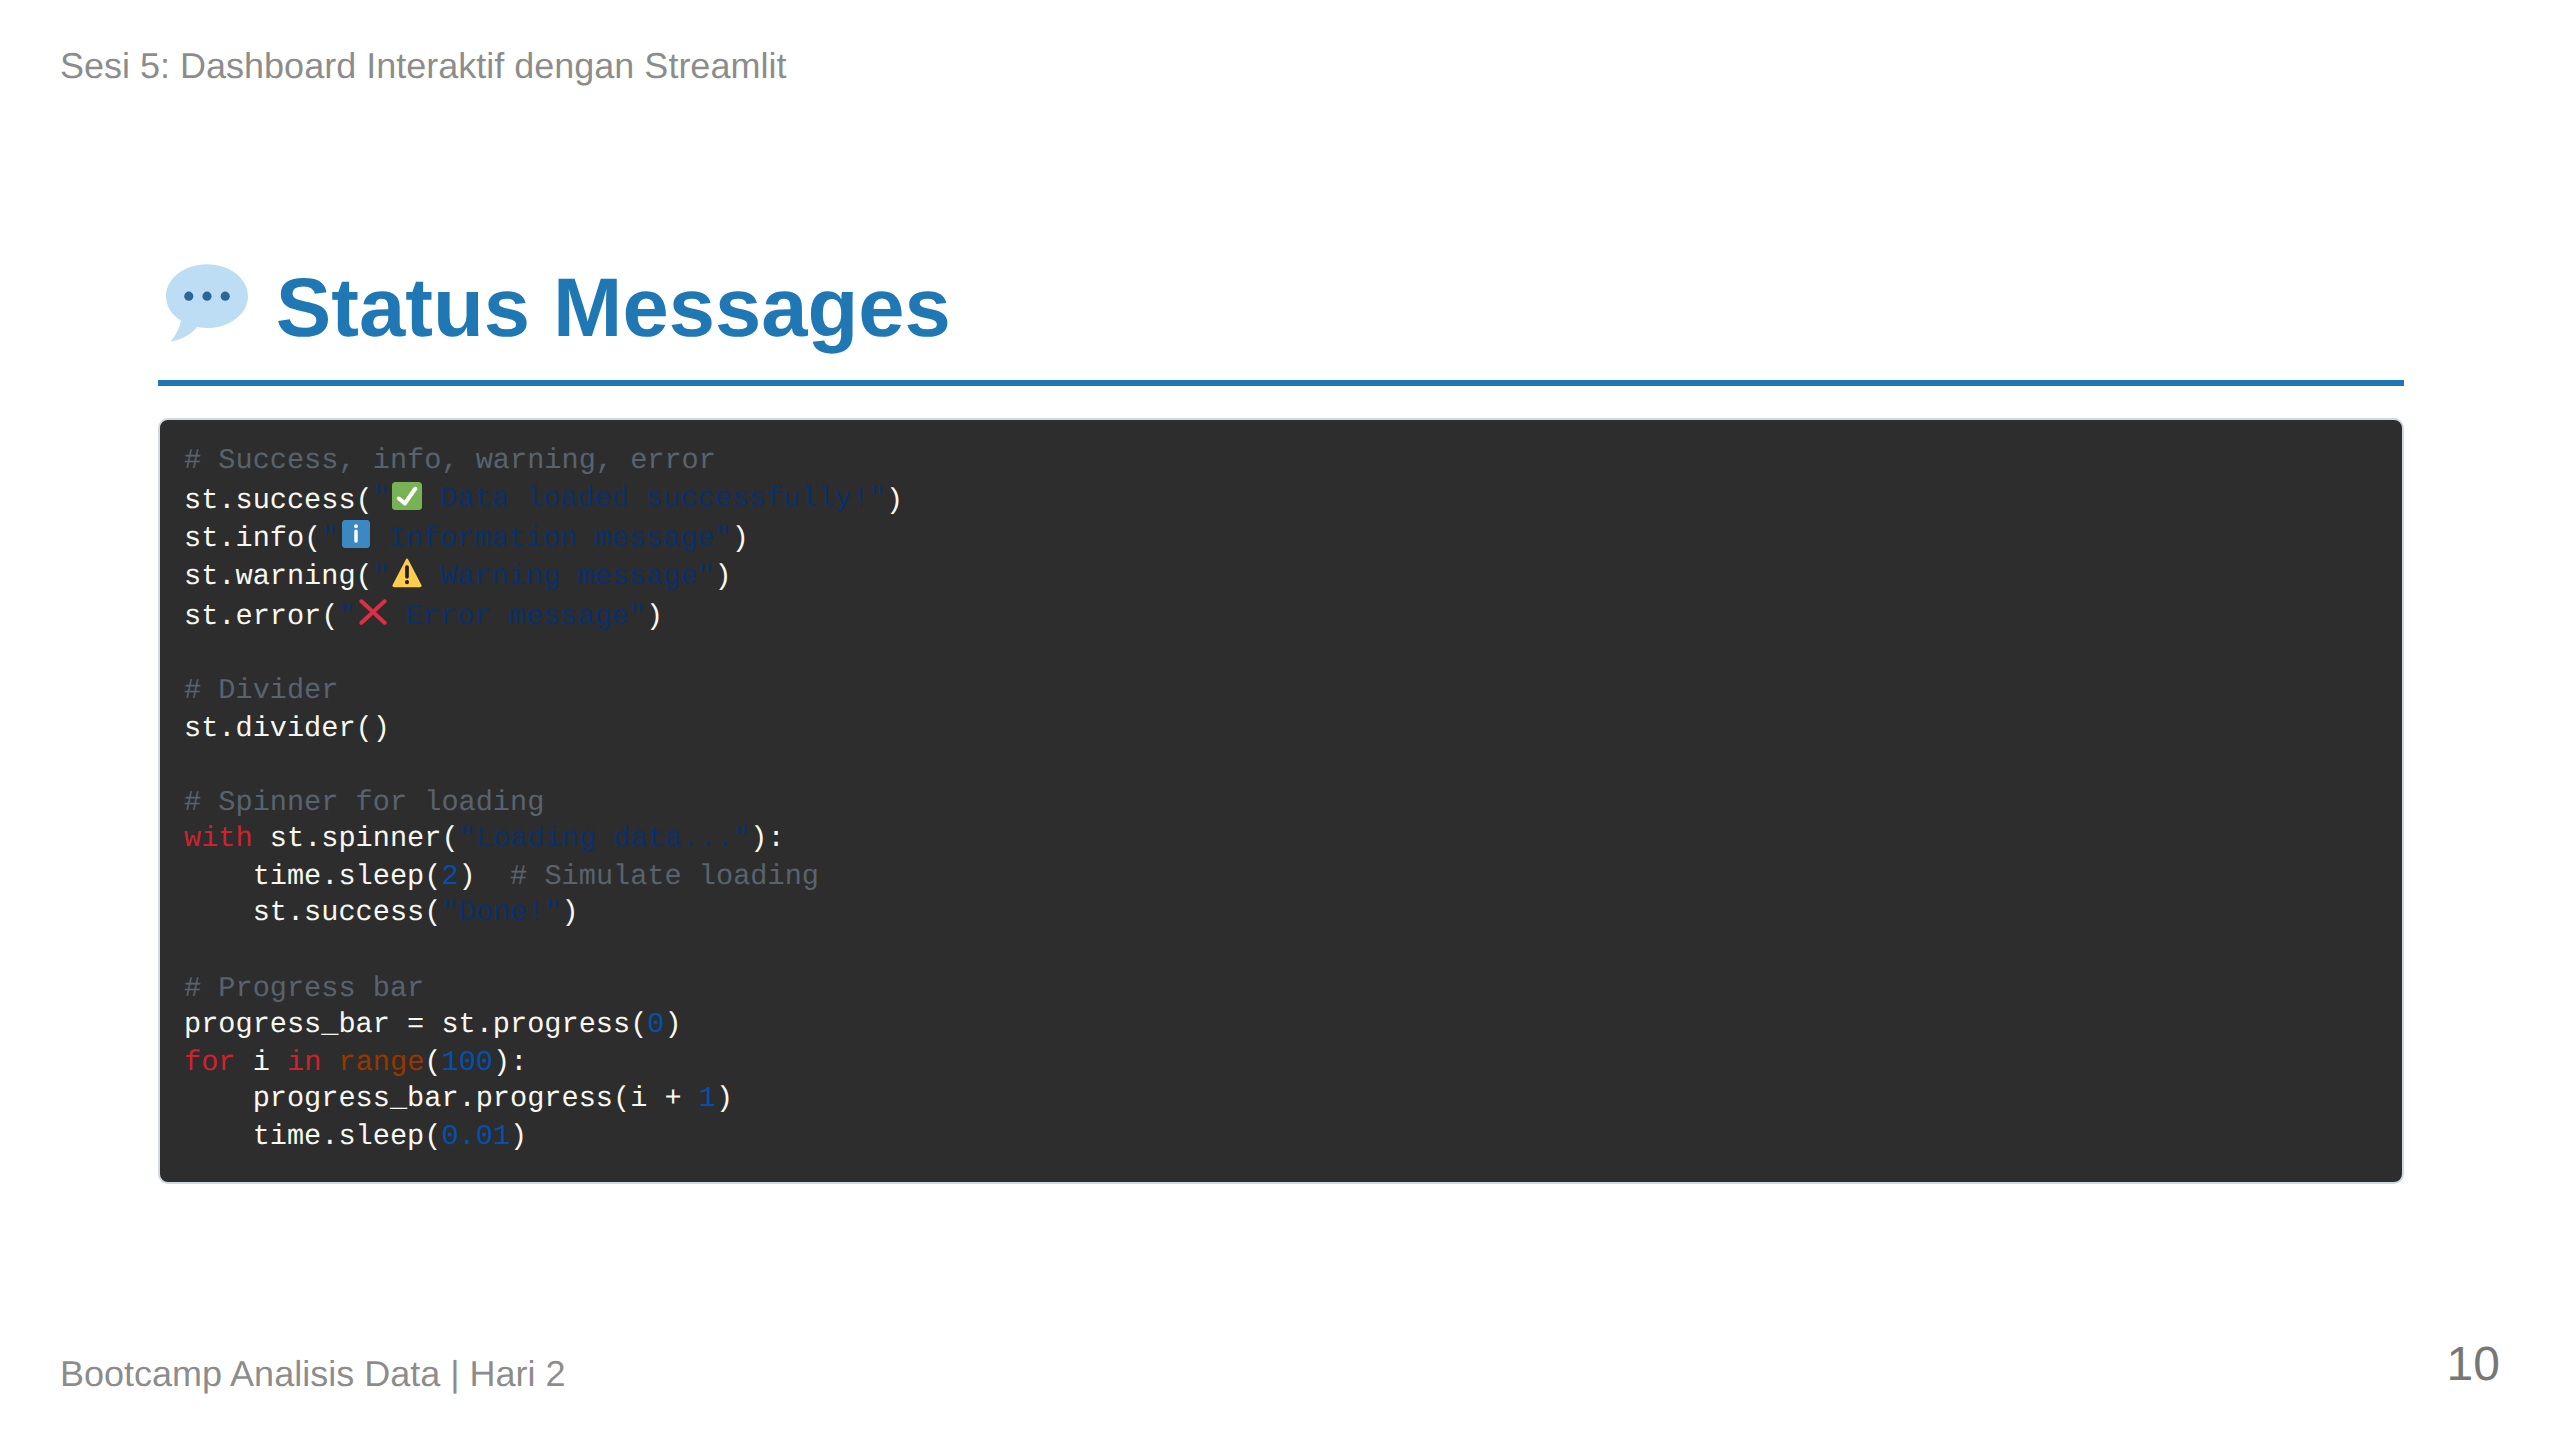 Sesi 5: Dashboard Interaktif dengan Streamlit
💬 Status Messages
# Success, info, warning, error
st.success("✅ Data loaded successfully!")
st.info("ℹ️ Information message")
st.warning("⚠️ Warning message")
st.error("❌ Error message")
# Divider
st.divider()
# Spinner for loading
with st.spinner("Loading data..."):
    time.sleep(2)  # Simulate loading
    st.success("Done!")
# Progress bar
progress_bar = st.progress(0)
for i in range(100):
    progress_bar.progress(i + 1)
    time.sleep(0.01)
Bootcamp Analisis Data | Hari 2
10